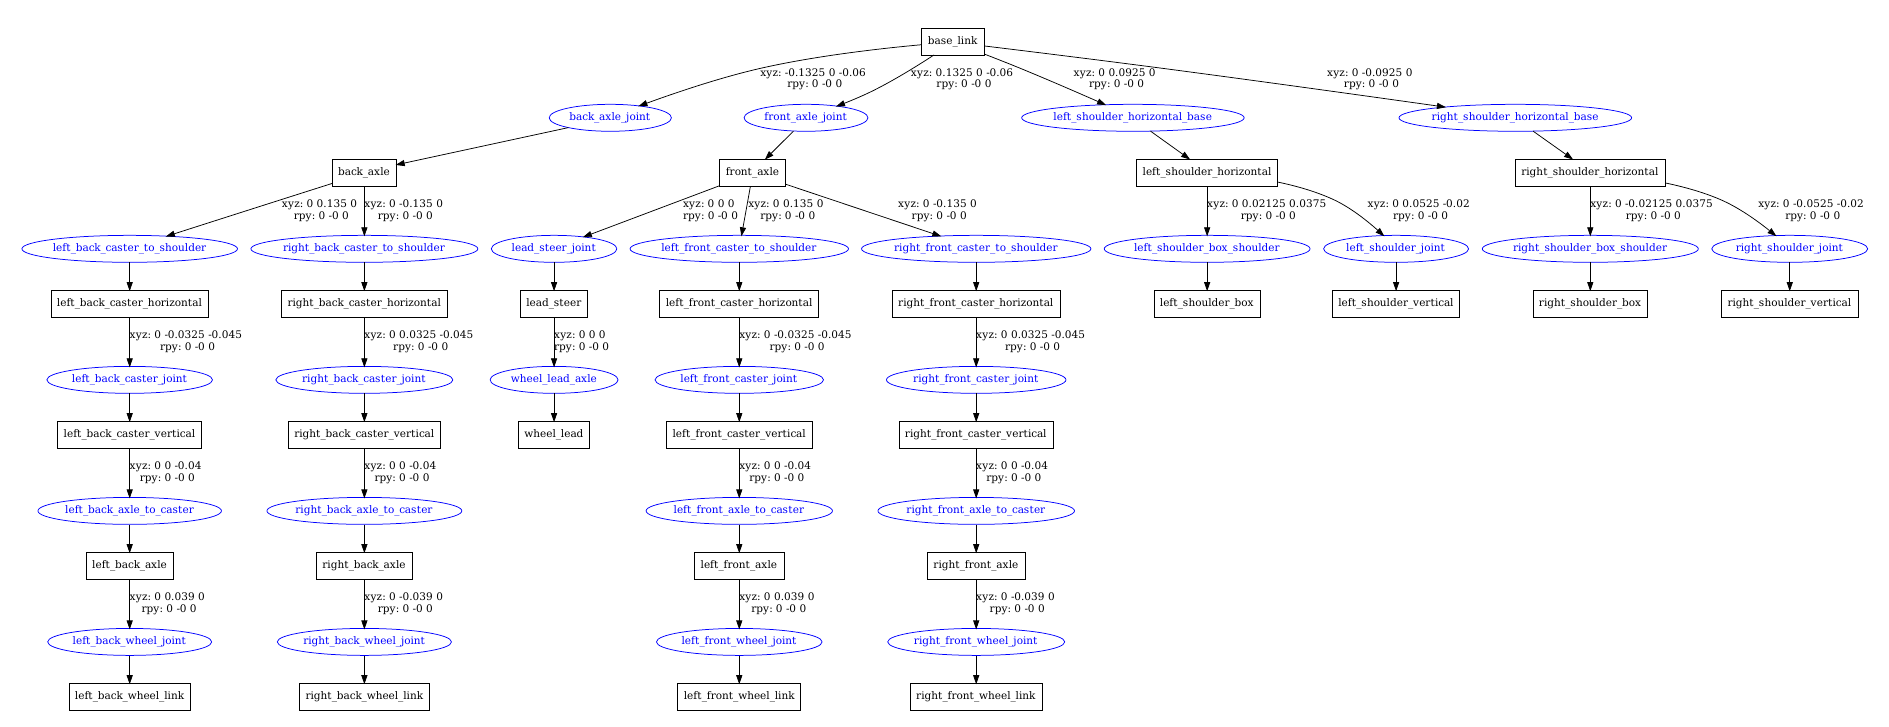 base_link
xyz: -0.1325 0 -0.06
rpy: 0 -0 0
xyz: 0.1325 0 -0.06
rpy: 0 -0 0
xyz: 0 0.0925 0
rpy: 0 -0 0
xyz: 0 -0.0925 0
rpy: 0 -0 0
back_axle_joint
front_axle_joint
left_shoulder_horizontal_base
right_shoulder_horizontal_base
back_axle
front_axle
left_shoulder_horizontal
right_shoulder_horizontal
xyz: 0 0.135 0
rpy: 0 -0 0
xyz: 0 -0.135 0
rpy: 0 -0 0
xyz: 0 0 0
rpy: 0 -0 0
xyz: 0 0.135 0
rpy: 0 -0 0
xyz: 0 -0.135 0
rpy: 0 -0 0
xyz: 0 0.02125 0.0375
rpy: 0 -0 0
xyz: 0 0.0525 -0.02
rpy: 0 -0 0
xyz: 0 -0.02125 0.0375
rpy: 0 -0 0
xyz: 0 -0.0525 -0.02
rpy: 0 -0 0
left_back_caster_to_shoulder
right_back_caster_to_shoulder
lead_steer_joint
left_front_caster_to_shoulder
right_front_caster_to_shoulder
left_shoulder_box_shoulder
left_shoulder_joint
right_shoulder_box_shoulder
right_shoulder_joint
left_back_caster_horizontal
right_back_caster_horizontal
lead_steer
left_front_caster_horizontal
right_front_caster_horizontal
left_shoulder_box
left_shoulder_vertical
right_shoulder_box
right_shoulder_vertical
xyz: 0 -0.0325 -0.045
rpy: 0 -0 0
xyz: 0 0.0325 -0.045
rpy: 0 -0 0
xyz: 0 0 0
rpy: 0 -0 0
xyz: 0 -0.0325 -0.045
rpy: 0 -0 0
xyz: 0 0.0325 -0.045
rpy: 0 -0 0
left_back_caster_joint
right_back_caster_joint
wheel_lead_axle
left_front_caster_joint
right_front_caster_joint
left_back_caster_vertical
right_back_caster_vertical
wheel_lead
left_front_caster_vertical
right_front_caster_vertical
xyz: 0 0 -0.04
rpy: 0 -0 0
xyz: 0 0 -0.04
rpy: 0 -0 0
xyz: 0 0 -0.04
rpy: 0 -0 0
xyz: 0 0 -0.04
rpy: 0 -0 0
left_back_axle_to_caster
right_back_axle_to_caster
left_front_axle_to_caster
right_front_axle_to_caster
left_back_axle
right_back_axle
left_front_axle
right_front_axle
xyz: 0 0.039 0
rpy: 0 -0 0
xyz: 0 -0.039 0
rpy: 0 -0 0
xyz: 0 0.039 0
rpy: 0 -0 0
xyz: 0 -0.039 0
rpy: 0 -0 0
left_back_wheel_joint
right_back_wheel_joint
left_front_wheel_joint
right_front_wheel_joint
left_back_wheel_link
right_back_wheel_link
left_front_wheel_link
right_front_wheel_link